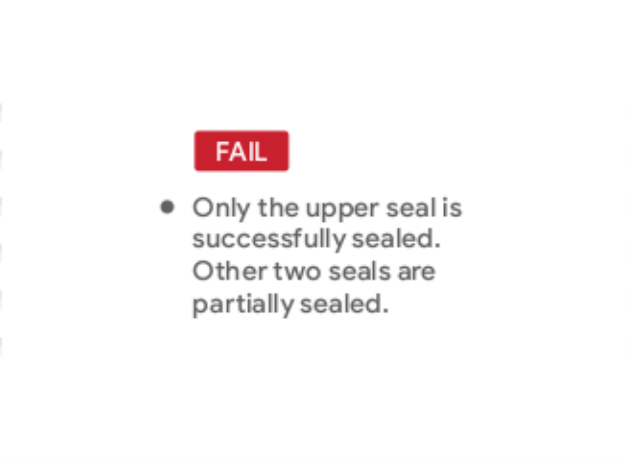 FAIL
• Only the upper seal is
successfully sealed.
Other two seals are
partially sealed.